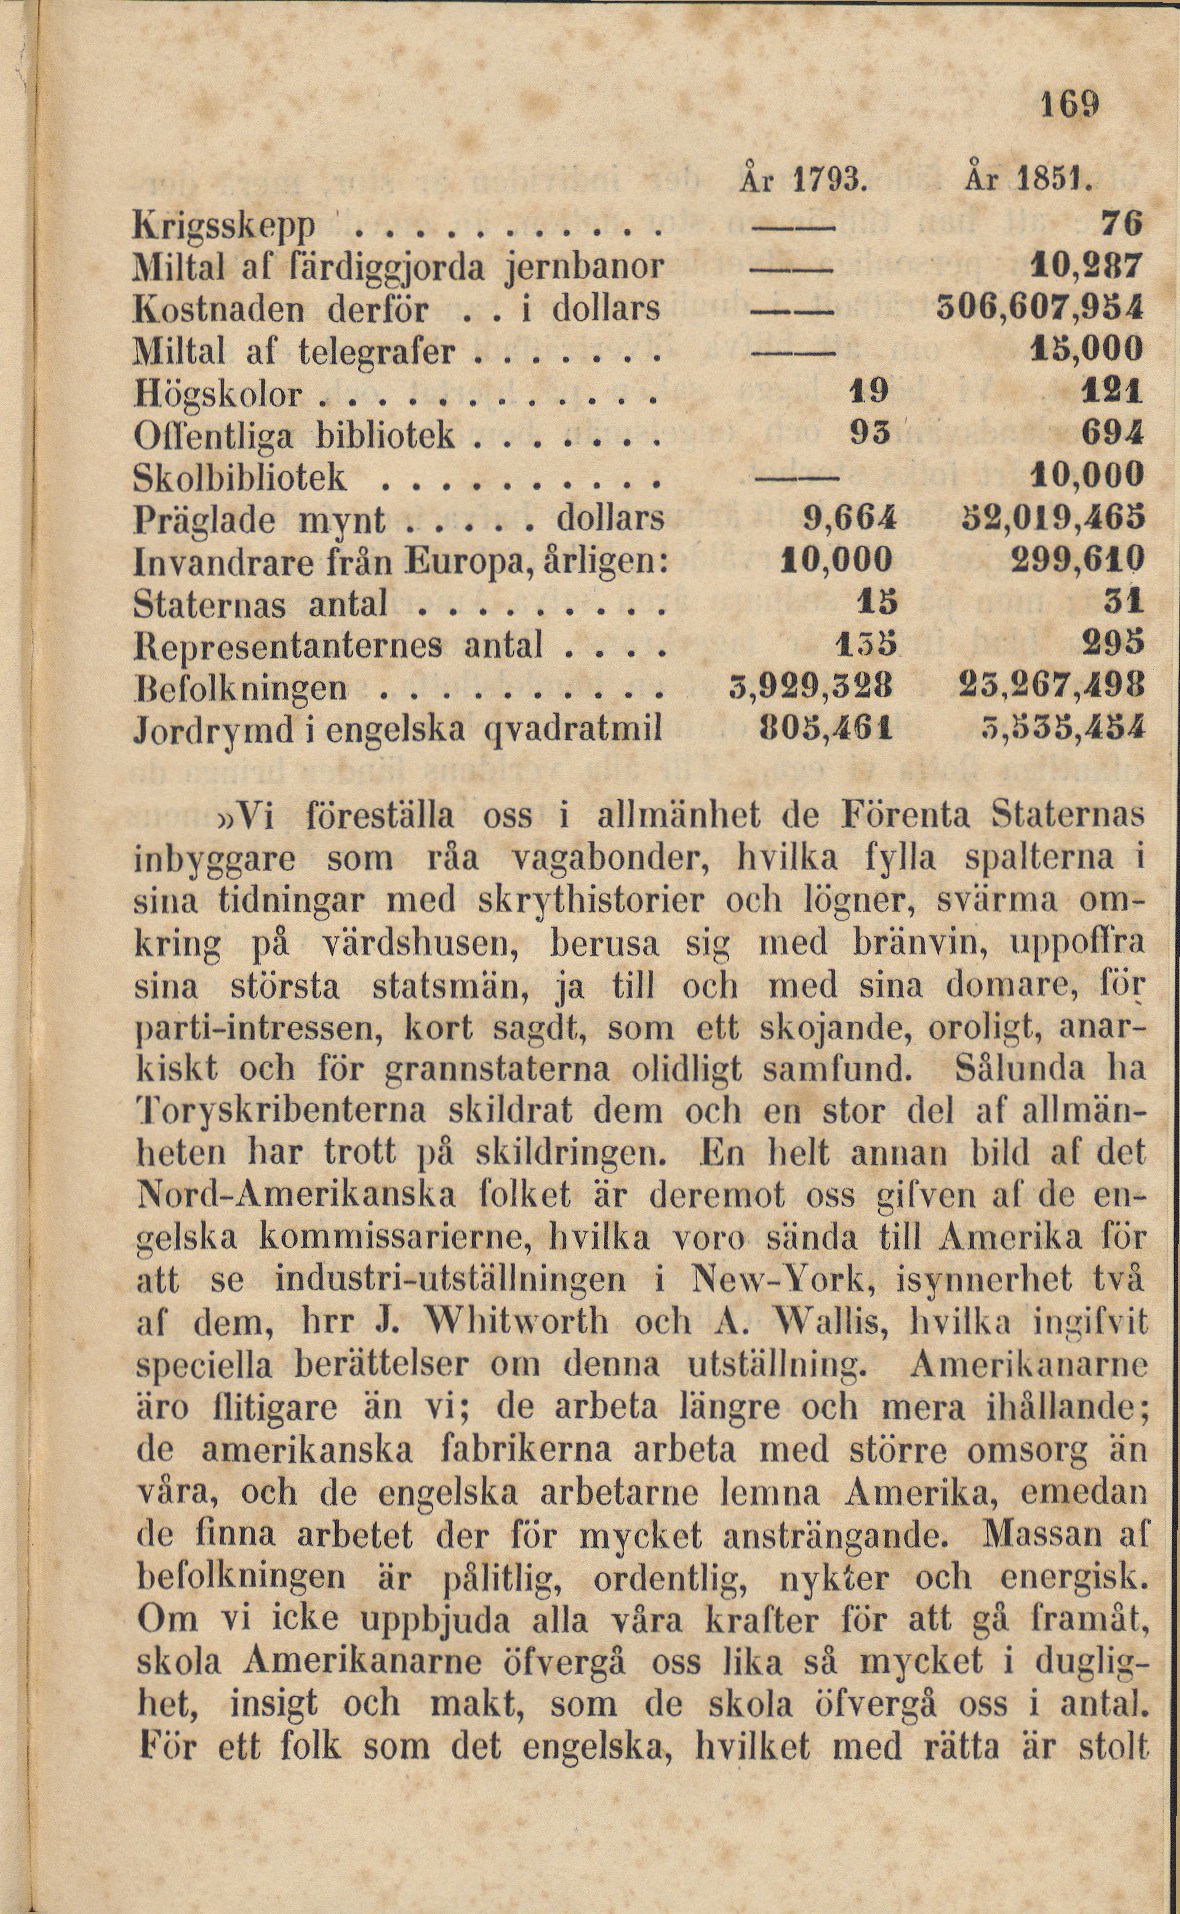 169
År 1793. År 1851.
Krigsskepp . . . . . . . . . . . —— 76
Miltal af färdiggjorda jernbanor —— 10,287
Kostnaden derför . . i dollars —— 306,607,954
Miltal af telegrafer . . . . . . . —— 15,000
Högskolor . . . . . . . . . . . . 19 121
Offentliga bibliotek . . . . . . . 93 694
Skolbibliotek . . . . . . . . . . —— 10,000
Präglade mynt . . . . . dollars 9,664 52,019,465
Invandrare från Europa, årligen: 10,000 299,610
Staternas antal . . . . . . . . . 15 31
Representanternes antal . . . . 135 295
Befolkningen . . . . . . . . . . 3,929,328 23,267,498
Jordrymd i engelska qvadratmil 805,461 3,535,454
»Vi föreställa oss i allmänhet de Förenta Staternas
inbyggare som råa vagabonder, hvilka fylla spalterna i
sina tidningar med skrythistorier och lögner, svärma om-
kring på värdshusen, berusa sig med bränvin, uppoffra
sina största statsmän, ja till och med sina domare, för
parti-intressen, kort sagdt, som ett skojande, oroligt, anar-
kiskt och för grannstaterna olidligt samfund. Sålunda ha
Toryskribenterna skildrat dem och en stor del af allmän-
heten har trott på skildringen. En helt annan bild af det
Nord-Amerikanska folket är deremot oss gifven af de en-
gelska kommissarierne, hvilka voro sända till Amerika för
att se industri-utställningen i New-York, isynnerhet två
af dem, hrr J. Whitworth och A. Wallis, hvilka ingifvit
speciella berättelser om denna utställning. Amerikanarne
äro flitigare än vi; de arbeta längre och mera ihållande;
de amerikanska fabrikerna arbeta med större omsorg än
våra, och de engelska arbetarne lemna Amerika, emedan
de finna arbetet der för mycket ansträngande. Massan af
befolkningen är pålitlig, ordentlig, nykter och energisk.
Om vi icke uppbjuda alla våra krafter för att gå framåt,
skola Amerikanarne öfvergå oss lika så mycket i duglig-
het, insigt och makt, som de skola öfvergå oss i antal.
För ett folk som det engelska, hvilket med rätta är stolt